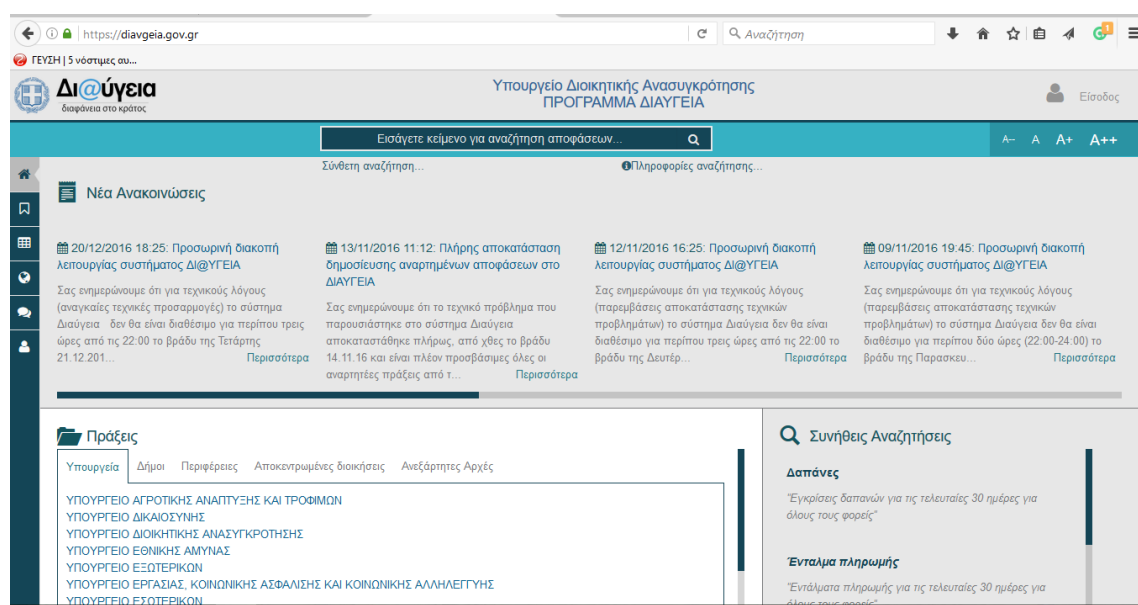 https://diavgeia.gov.gr
Αναζήτηση
ΓΕΥΣΗ | 5 νόστιμες αυ...
Δι@ύγεια
διαφάνεια στο κράτος
Υπουργείο Διοικητικής Ανασυγκρότησης
ΠΡΟΓΡΑΜΜΑ ΔΙΑΥΓΕΙΑ
Είσοδος
Εισάγετε κείμενο για αναζήτηση αποφάσεων...
A-- A A+ A++
Σύνθετη αναζήτηση...
Πληροφορίες αναζήτησης...
Νέα Ανακοινώσεις
20/12/2016 18:25: Προσωρινή διακοπή
λειτουργίας συστήματος ΔΙ@ΥΓΕΙΑ
Σας ενημερώνουμε ότι για τεχνικούς λόγους
(αναγκαίες τεχνικές προσαρμογές) το σύστημα
Διαύγεια δεν θα είναι διαθέσιμο για περίπου τρεις
ώρες από τις 22:00 το βράδυ της Τετάρτης
21.12.201...
Περισσότερα
13/11/2016 11:12: Πλήρης αποκατάσταση
δημοσίευσης αναρτημένων αποφάσεων στο
ΔΙΑΥΓΕΙΑ
Σας ενημερώνουμε ότι το τεχνικό πρόβλημα που
παρουσιάστηκε στο σύστημα Διαύγεια
αποκαταστάθηκε πλήρως, από χθες το βράδυ
14.11.16 και είναι πλέον προσβάσιμες όλες οι
αναρτητέες πράξεις από τ...
Περισσότερα
12/11/2016 16:25: Προσωρινή διακοπή
λειτουργίας συστήματος ΔΙ@ΥΓΕΙΑ
Σας ενημερώνουμε ότι για τεχνικούς λόγους
(παρεμβάσεις αποκατάστασης τεχνικών
προβλημάτων) το σύστημα Διαύγεια δεν θα είναι
διαθέσιμο για περίπου τρεις ώρες από τις 22:00 το
βράδυ της Δευτέρ...
Περισσότερα
09/11/2016 19:45: Προσωρινή διακοπή
λειτουργίας συστήματος ΔΙ@ΥΓΕΙΑ
Σας ενημερώνουμε ότι για τεχνικούς λόγους
(παρεμβάσεις αποκατάστασης τεχνικών
προβλημάτων) το σύστημα Διαύγεια δεν θα είναι
διαθέσιμο για περίπου δύο ώρες (22:00-24:00) το
βράδυ της Παρασκευ...
Περισσότερα
Πράξεις
Υπουργεία Δήμοι Περιφέρειες Αποκεντρωμένες διοικήσεις Ανεξάρτητες Αρχές
ΥΠΟΥΡΓΕΙΟ ΑΓΡΟΤΙΚΗΣ ΑΝΑΠΤΥΞΗΣ ΚΑΙ ΤΡΟΦΙΜΩΝ
ΥΠΟΥΡΓΕΙΟ ΔΙΚΑΙΟΣΥΝΗΣ
ΥΠΟΥΡΓΕΙΟ ΔΙΟΙΚΗΤΙΚΗΣ ΑΝΑΣΥΓΚΡΟΤΗΣΗΣ
ΥΠΟΥΡΓΕΙΟ ΕΘΝΙΚΗΣ ΑΜΥΝΑΣ
ΥΠΟΥΡΓΕΙΟ ΕΞΩΤΕΡΙΚΩΝ
ΥΠΟΥΡΓΕΙΟ ΕΡΓΑΣΙΑΣ, ΚΟΙΝΩΝΙΚΗΣ ΑΣΦΑΛΙΣΗΣ ΚΑΙ ΚΟΙΝΩΝΙΚΗΣ ΑΛΛΗΛΕΓΓΥΗΣ
ΥΠΟΥΡΓΕΙΟ ΕΣΩΤΕΡΙΚΩΝ
Συνήθεις Αναζητήσεις
Δαπάνες
"Εγκρίσεις δαπανών για τις τελευταίες 30 ημέρες για
όλους τους φορείς"
Ένταλμα πληρωμής
"Εντάλματα πληρωμής για τις τελευταίες 30 ημέρες για
όλους τους φορείς"